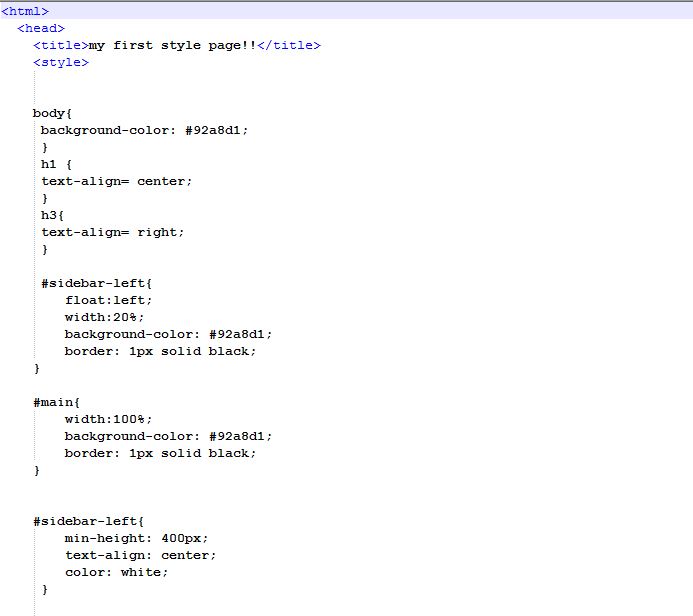 <html>
<head>
<title>my first style page!!</title>
<style>
body{
background-color: #92a8d1;
}
h1 {
text-align= center;
}
h3{
text-align= right;
}
#sidebar-left{
float:left;
width:20%;
background-color: #92a8d1;
border: 1px solid black;
}
#main{
width:100%;
background-color: #92a8d1;
border: 1px solid black;
}
#sidebar-left{
min-height: 400px;
text-align: center;
color: white;
}